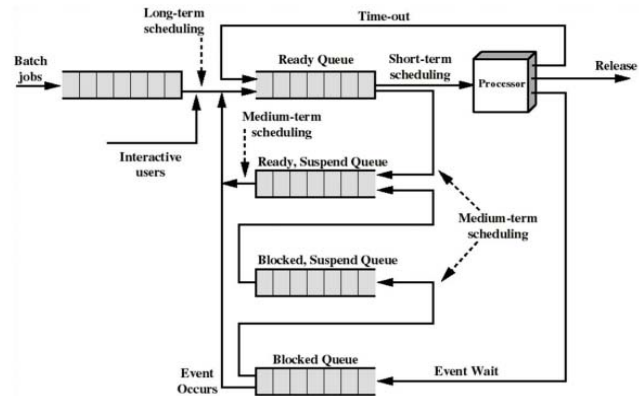 Long-term
scheduling
Time-out
Batch
jobs
Ready Queue
Short-term
scheduling
Processor
Release
Interactive
users
Medium-term
scheduling
Ready, Suspend Queue
Medium-term
scheduling
Blocked, Suspend Queue
Event
Occurs
Blocked Queue
Event Wait